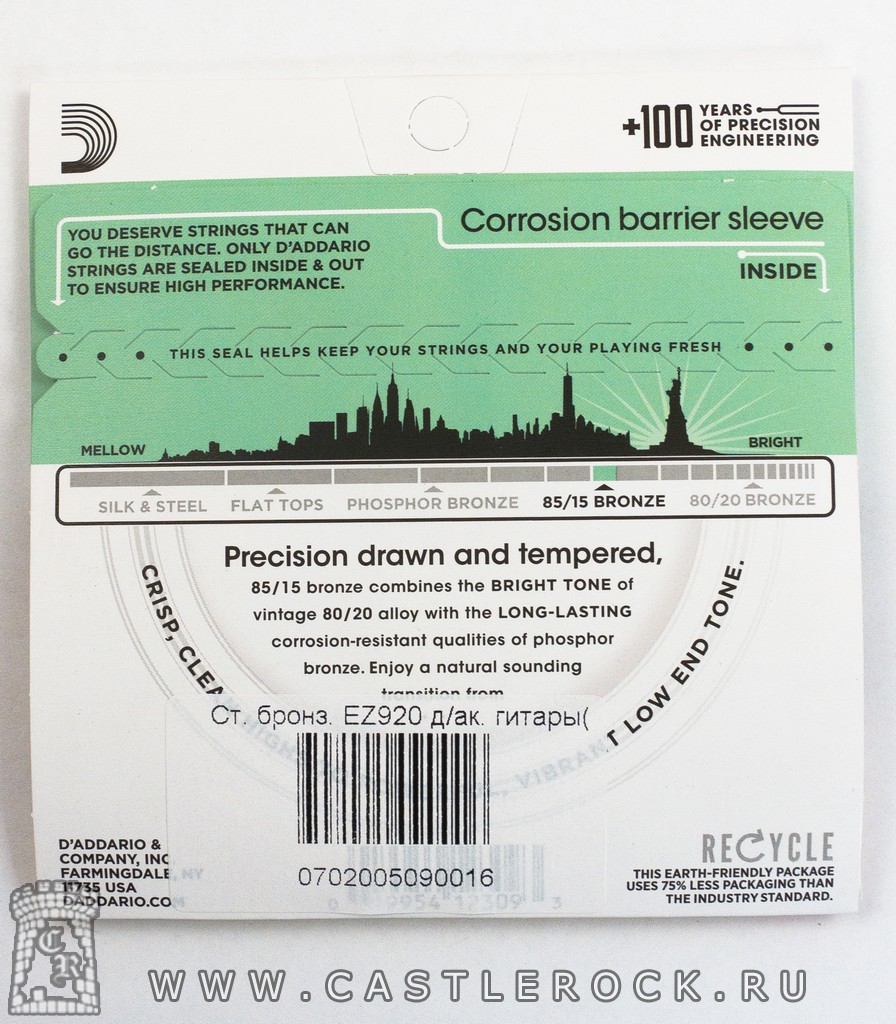 +100 YEARS
OF PRECISION
ENGINEERING
YOU DESERVE STRINGS THAT CAN
GO THE DISTANCE. ONLY D'ADDARIO
STRINGS ARE SEALED INSIDE & OUT
TO ENSURE HIGH PERFORMANCE.
Corrosion barrier sleeve
INSIDE
THIS SEAL HELPS KEEP YOUR STRINGS AND YOUR PLAYING FRESH
MELLOW
BRIGHT
SILK & STEEL FLAT TOPS PHOSPHOR BRONZE 85/15 BRONZE 80/20 BRONZE
Precision drawn and tempered,
85/15 bronze combines the BRIGHT TONE of
vintage 80/20 alloy with the LONG-LASTING
corrosion-resistant qualities of phosphor
bronze. Enjoy a natural sounding
transition from
CRISP, CLEA
VIBRANT LOW END TONE.
Ст. бронз. EZ920 д/ак. гитары(
0702005090016
D'ADDARIO &
COMPANY, INC
FARMINGDALE, NY
11735 USA
DADDARIO.COM
RECYCLE
THIS EARTH-FRIENDLY PACKAGE
USES 75% LESS PACKAGING THAN
THE INDUSTRY STANDARD.
CR
WWW.CASTLEROCK.RU